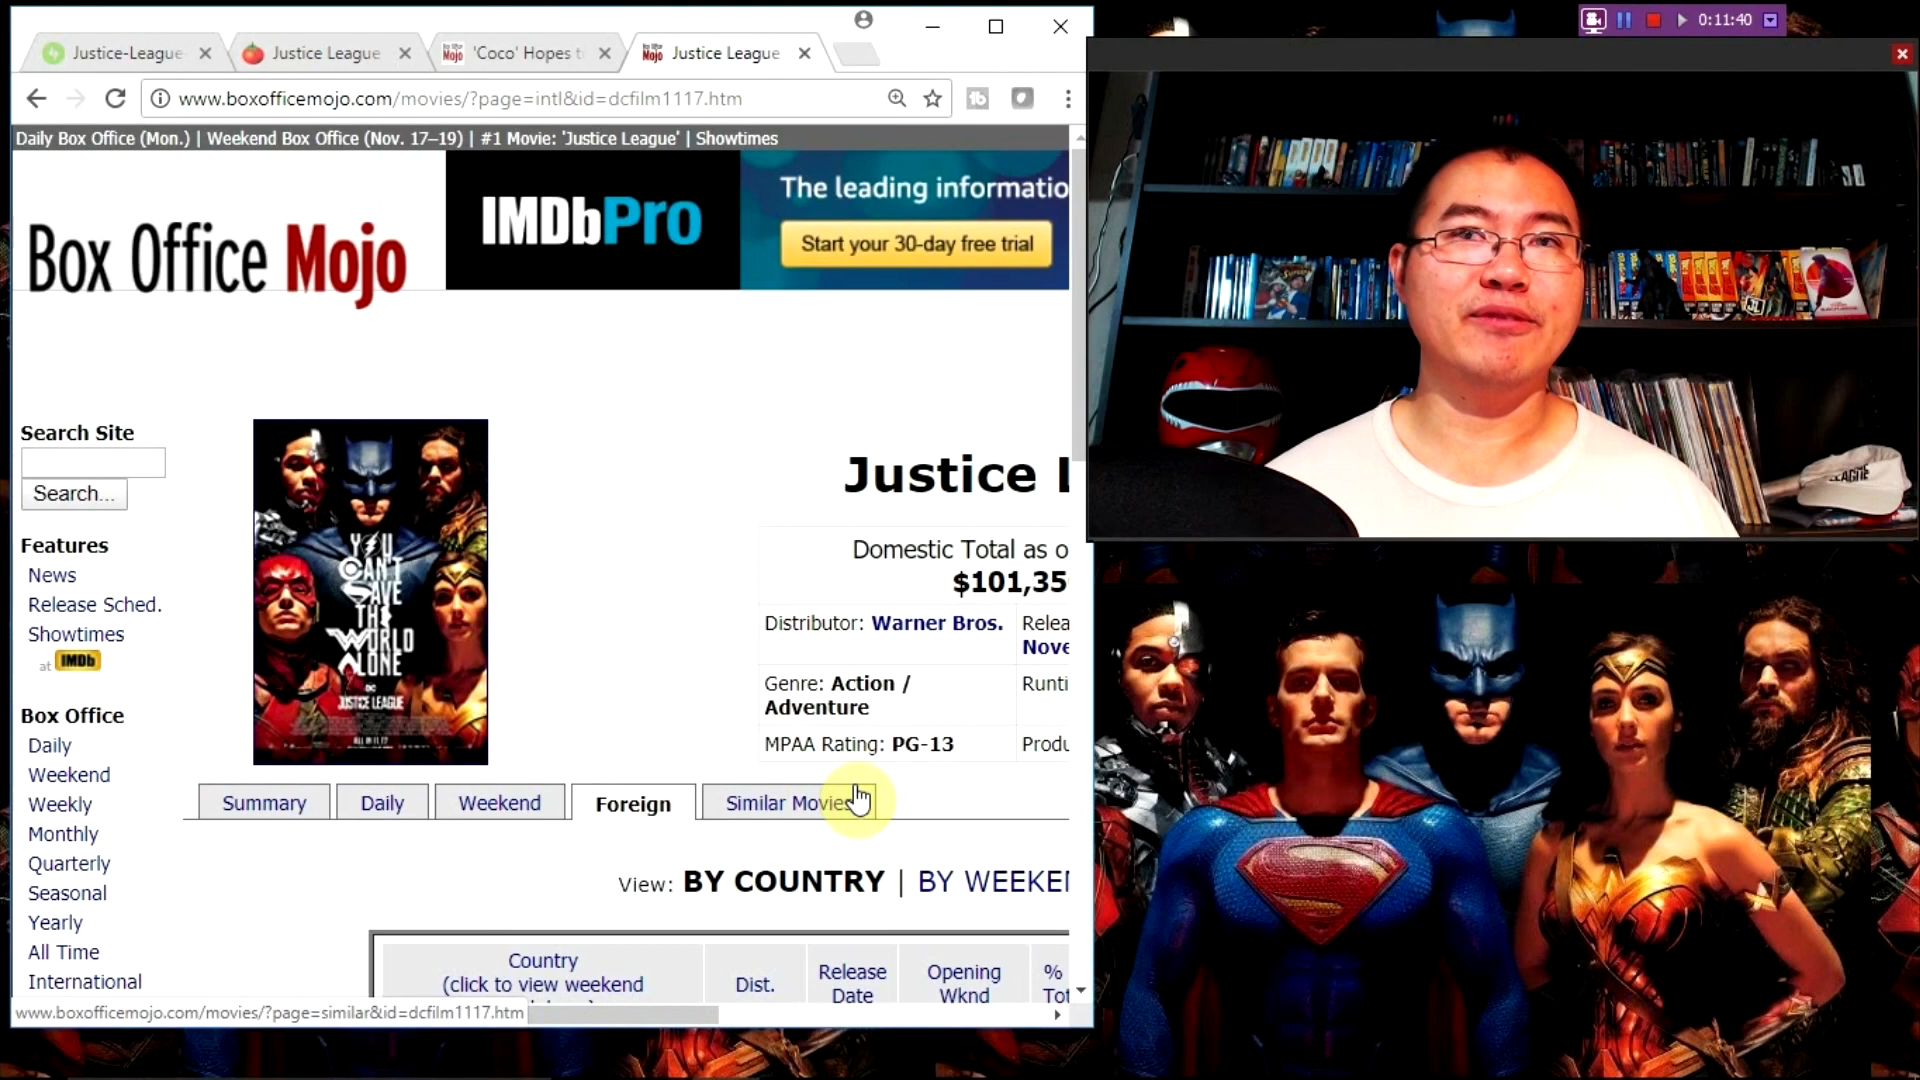 Justice-League
Justice League
'Coco' Hopes t
Justice League
www.boxofficemojo.com/movies/?page=intl&id=dcfilm1117.htm
Daily Box Office (Mon.) | Weekend Box Office (Nov. 17–19) | #1 Movie: 'Justice League' | Showtimes
Box Office Mojo
IMDbPro
The leading informatio
Start your 30-day free trial
0:11:40
Search Site
Search...
Features
News
Release Sched.
Showtimes
at IMDb
Box Office
Daily
Weekend
Weekly
Monthly
Quarterly
Seasonal
Yearly
All Time
International
YOU
CAN'T
SAVE
THE
WORLD
ALONE
DC
JUSTICE LEAGUE
Justice L
Domestic Total as o
$101,35
Distributor: Warner Bros.
Relea
Nove
Genre: Action /
Adventure
Runti
MPAA Rating: PG-13
Produ
Summary
Daily
Weekend
Foreign
Similar Movies
View: BY COUNTRY | BY WEEKEN
Country
(click to view weekend
Dist.
Release
Date
Opening
Wknd
%
Tot
www.boxofficemojo.com/movies/?page=similar&id=dcfilm1117.htm